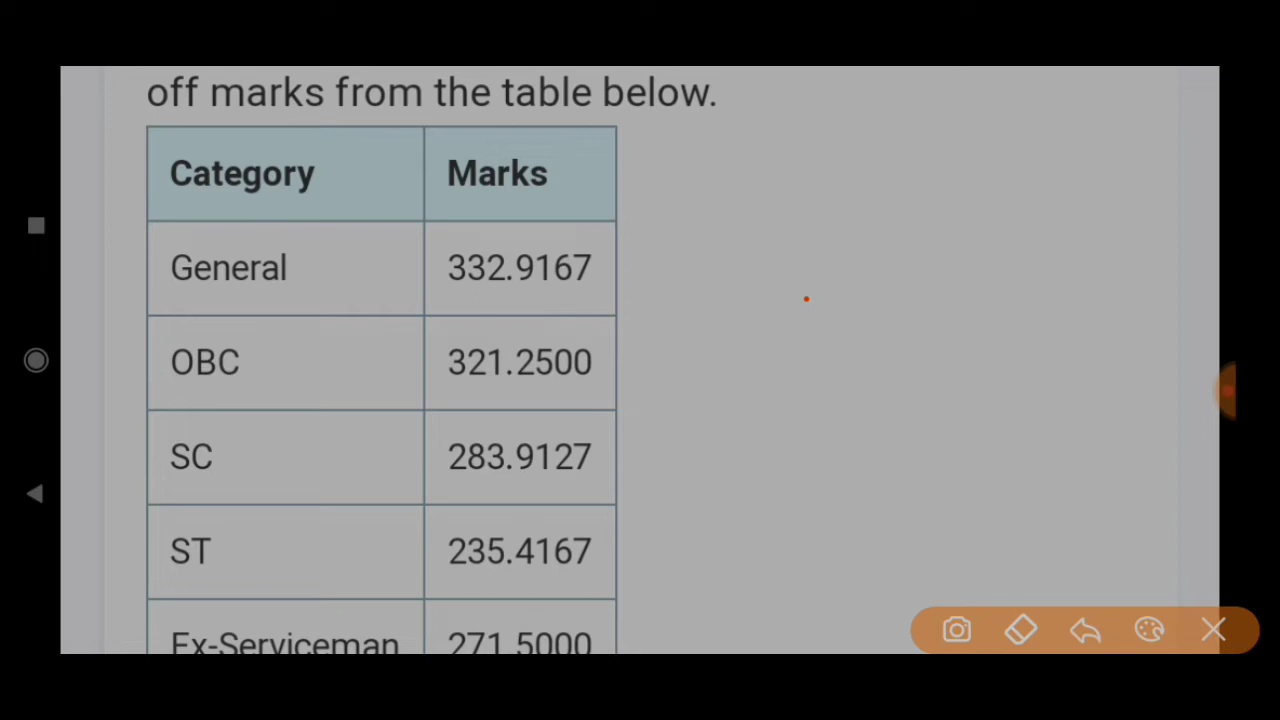 off marks from the table below.
Category Marks
General 332.9167
OBC 321.2500
SC 283.9127
ST 235.4167
Ex-Serviceman 271.5000